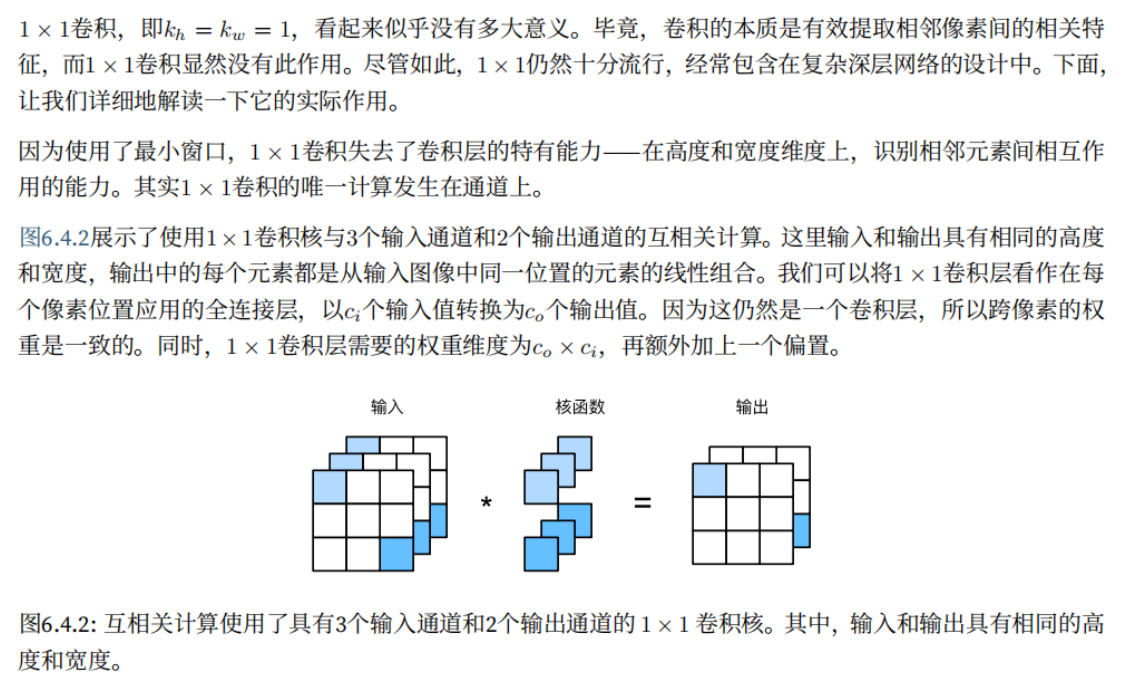 1 × 1卷积，即kₕ = k_w = 1，看起来似乎没有多大意义。毕竟，卷积的本质是有效提取相邻像素间的相关特
征，而1 × 1卷积显然没有此作用。尽管如此，1 × 1仍然十分流行，经常包含在复杂深层网络的设计中。下面，
让我们详细地解读一下它的实际作用。
因为使用了最小窗口，1 × 1卷积失去了卷积层的特有能力——在高度和宽度维度上，识别相邻元素间相互作
用的能力。其实1 × 1卷积的唯一计算发生在通道上。
图6.4.2展示了使用1 × 1卷积核与3个输入通道和2个输出通道的互相关计算。这里输入和输出具有相同的高度
和宽度，输出中的每个元素都是从输入图像中同一位置的元素的线性组合。我们可以将1 × 1卷积层看作在每
个像素位置应用的全连接层，以cᵢ个输入值转换为cₒ个输出值。因为这仍然是一个卷积层，所以跨像素的权
重是一致的。同时，1 × 1卷积层需要的权重维度为cₒ × cᵢ，再额外加上一个偏置。
输入 核函数 输出
* =
图6.4.2: 互相关计算使用了具有3个输入通道和2个输出通道的 1 × 1 卷积核。其中，输入和输出具有相同的高
度和宽度。